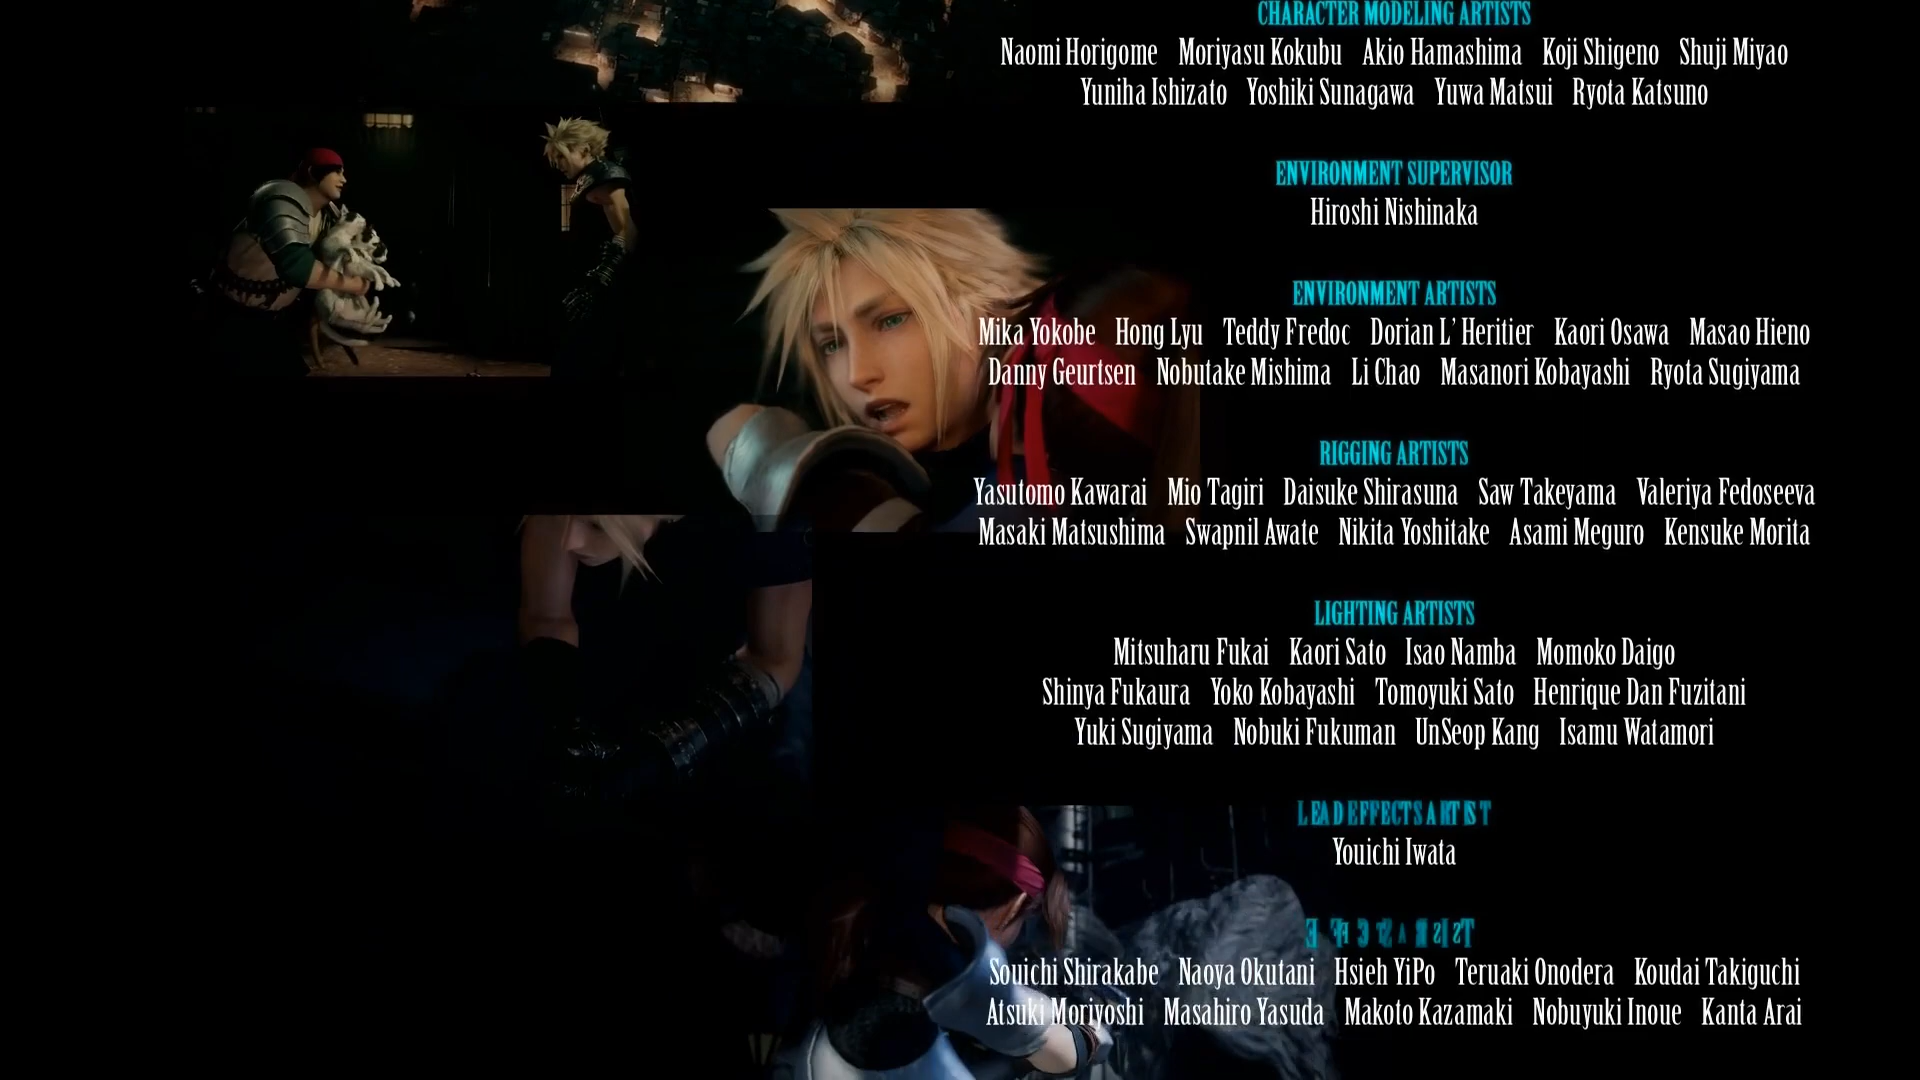 CHARACTER MODELING ARTISTS
Naomi Horigome Moriyasu Kokubu Akio Hamashima Koji Shigeno Shuji Miyao
Yuniha Ishizato Yoshiki Sunagawa Yuwa Matsui Ryota Katsuno
ENVIRONMENT SUPERVISOR
Hiroshi Nishinaka
ENVIRONMENT ARTISTS
Mika Yokobe Hong Lyu Teddy Fredoc Dorian L'Heritier Kaori Osawa Masao Hieno
Danny Geurtsen Nobutake Mishima Li Chao Masanori Kobayashi Ryota Sugiyama
RIGGING ARTISTS
Yasutomo Kawarai Mio Tagiri Daisuke Shirasuna Saw Takeyama Valeriya Fedoseeva
Masaki Matsushima Swapnil Awate Nikita Yoshitake Asami Meguro Kensuke Morita
LIGHTING ARTISTS
Mitsuharu Fukai Kaori Sato Isao Namba Momoko Daigo
Shinya Fukaura Yoko Kobayashi Tomoyuki Sato Henrique Dan Fuzitani
Yuki Sugiyama Nobuki Fukuman UnSeop Kang Isamu Watamori
LEAD EFFECTS ARTIST
Youichi Iwata
Souichi Shirakabe Naoya Okutani Hsieh YiPo Teruaki Onodera Koudai Takiguchi
Atsuki Moriyoshi Masahiro Yasuda Makoto Kazamaki Nobuyuki Inoue Kanta Arai